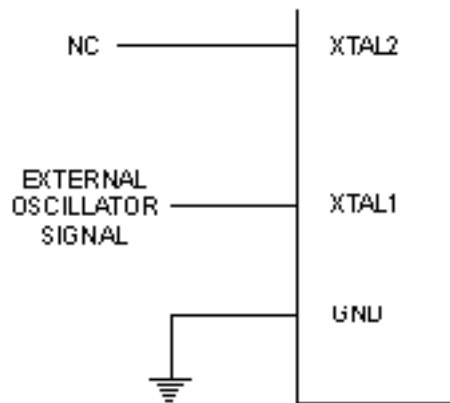 NC
XTAL2
EXTERNAL
OSCILLATOR
SIGNAL
XTAL1
GND